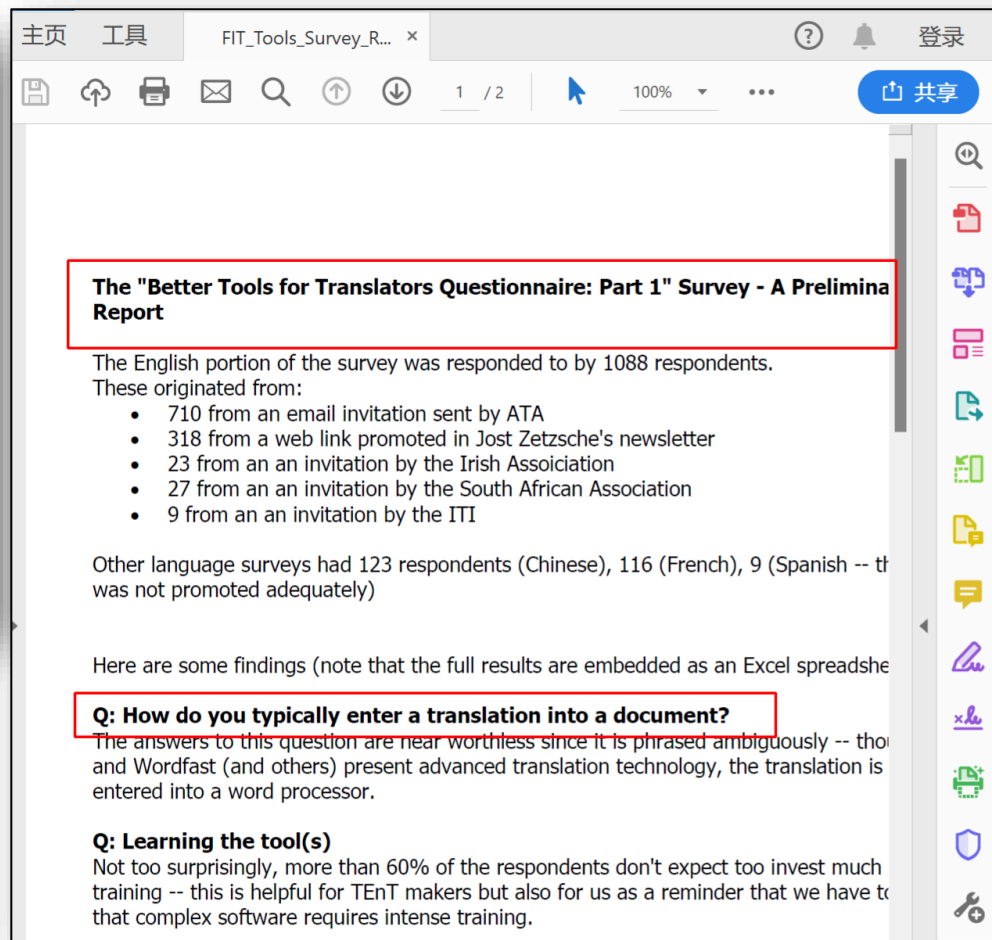 主页 工具 FIT_Tools_Survey_R... × ? 登录
1 / 2 100% 共享
The "Better Tools for Translators Questionnaire: Part 1" Survey - A Prelimina
Report
The English portion of the survey was responded to by 1088 respondents.
These originated from:
• 710 from an email invitation sent by ATA
• 318 from a web link promoted in Jost Zetzsche's newsletter
• 23 from an an invitation by the Irish Assoiciation
• 27 from an an invitation by the South African Association
• 9 from an an invitation by the ITI
Other language surveys had 123 respondents (Chinese), 116 (French), 9 (Spanish -- th
was not promoted adequately)
Here are some findings (note that the full results are embedded as an Excel spreadshe
Q: How do you typically enter a translation into a document?
The answers to this question are near worthless since it is phrased ambiguously -- thou
and Wordfast (and others) present advanced translation technology, the translation is
entered into a word processor.
Q: Learning the tool(s)
Not too surprisingly, more than 60% of the respondents don't expect too invest much
training -- this is helpful for TEnT makers but also for us as a reminder that we have to
that complex software requires intense training.